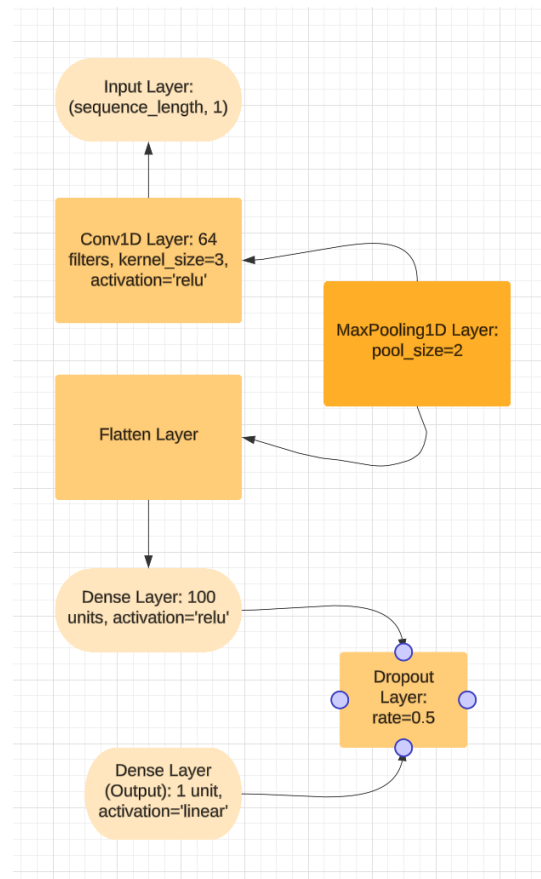 Input Layer:
(sequence_length, 1)
Conv1D Layer: 64
filters, kernel_size=3,
activation='relu'
MaxPooling1D Layer:
pool_size=2
Flatten Layer
Dense Layer: 100
units, activation='relu'
Dropout
Layer:
rate=0.5
Dense Layer
(Output): 1 unit,
activation='linear'